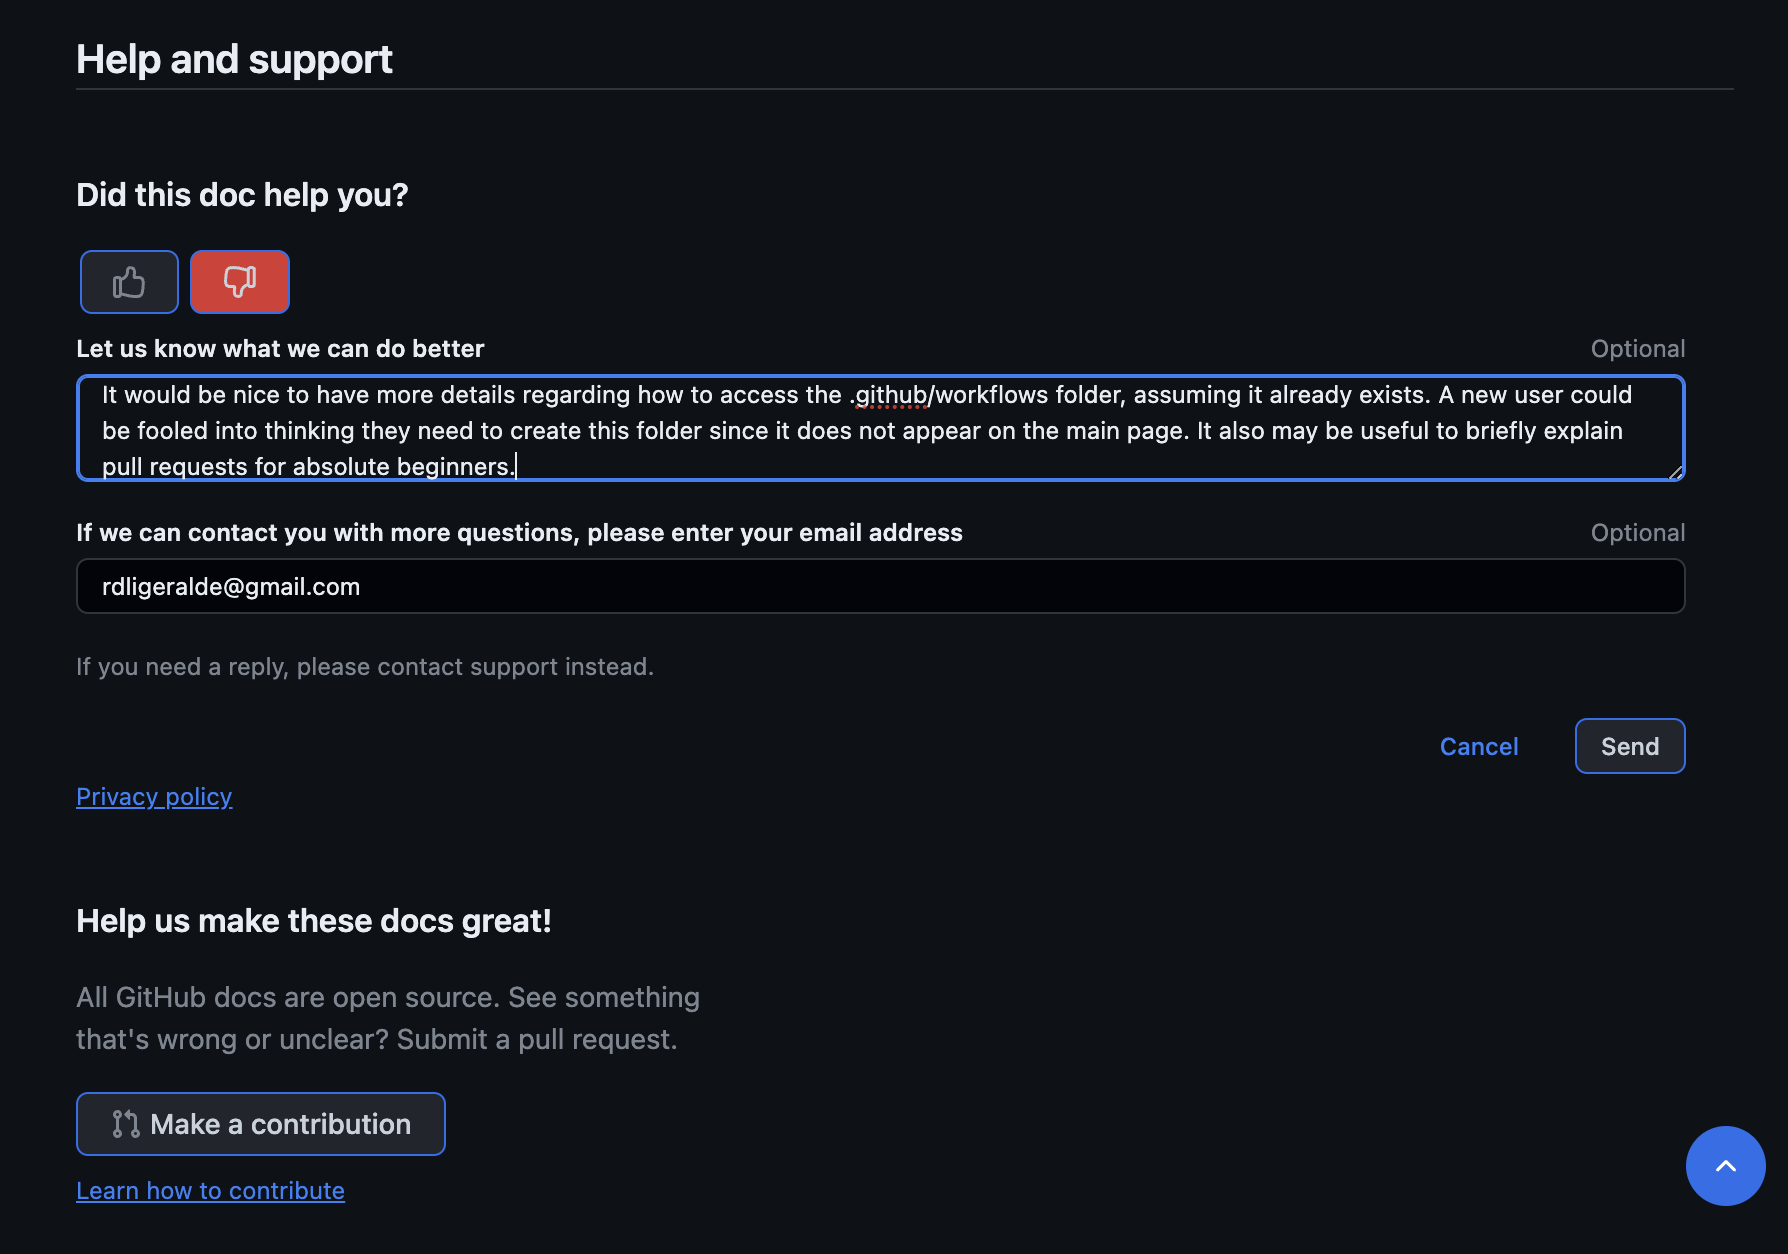 Help and support
Did this doc help you?
Let us know what we can do better
Optional
It would be nice to have more details regarding how to access the .github/workflows folder, assuming it already exists. A new user could
be fooled into thinking they need to create this folder since it does not appear on the main page. It also may be useful to briefly explain
pull requests for absolute beginners.
If we can contact you with more questions, please enter your email address
Optional
rdligeralde@gmail.com
If you need a reply, please contact support instead.
Cancel
Send
Privacy policy
Help us make these docs great!
All GitHub docs are open source. See something
that's wrong or unclear? Submit a pull request.
Make a contribution
Learn how to contribute